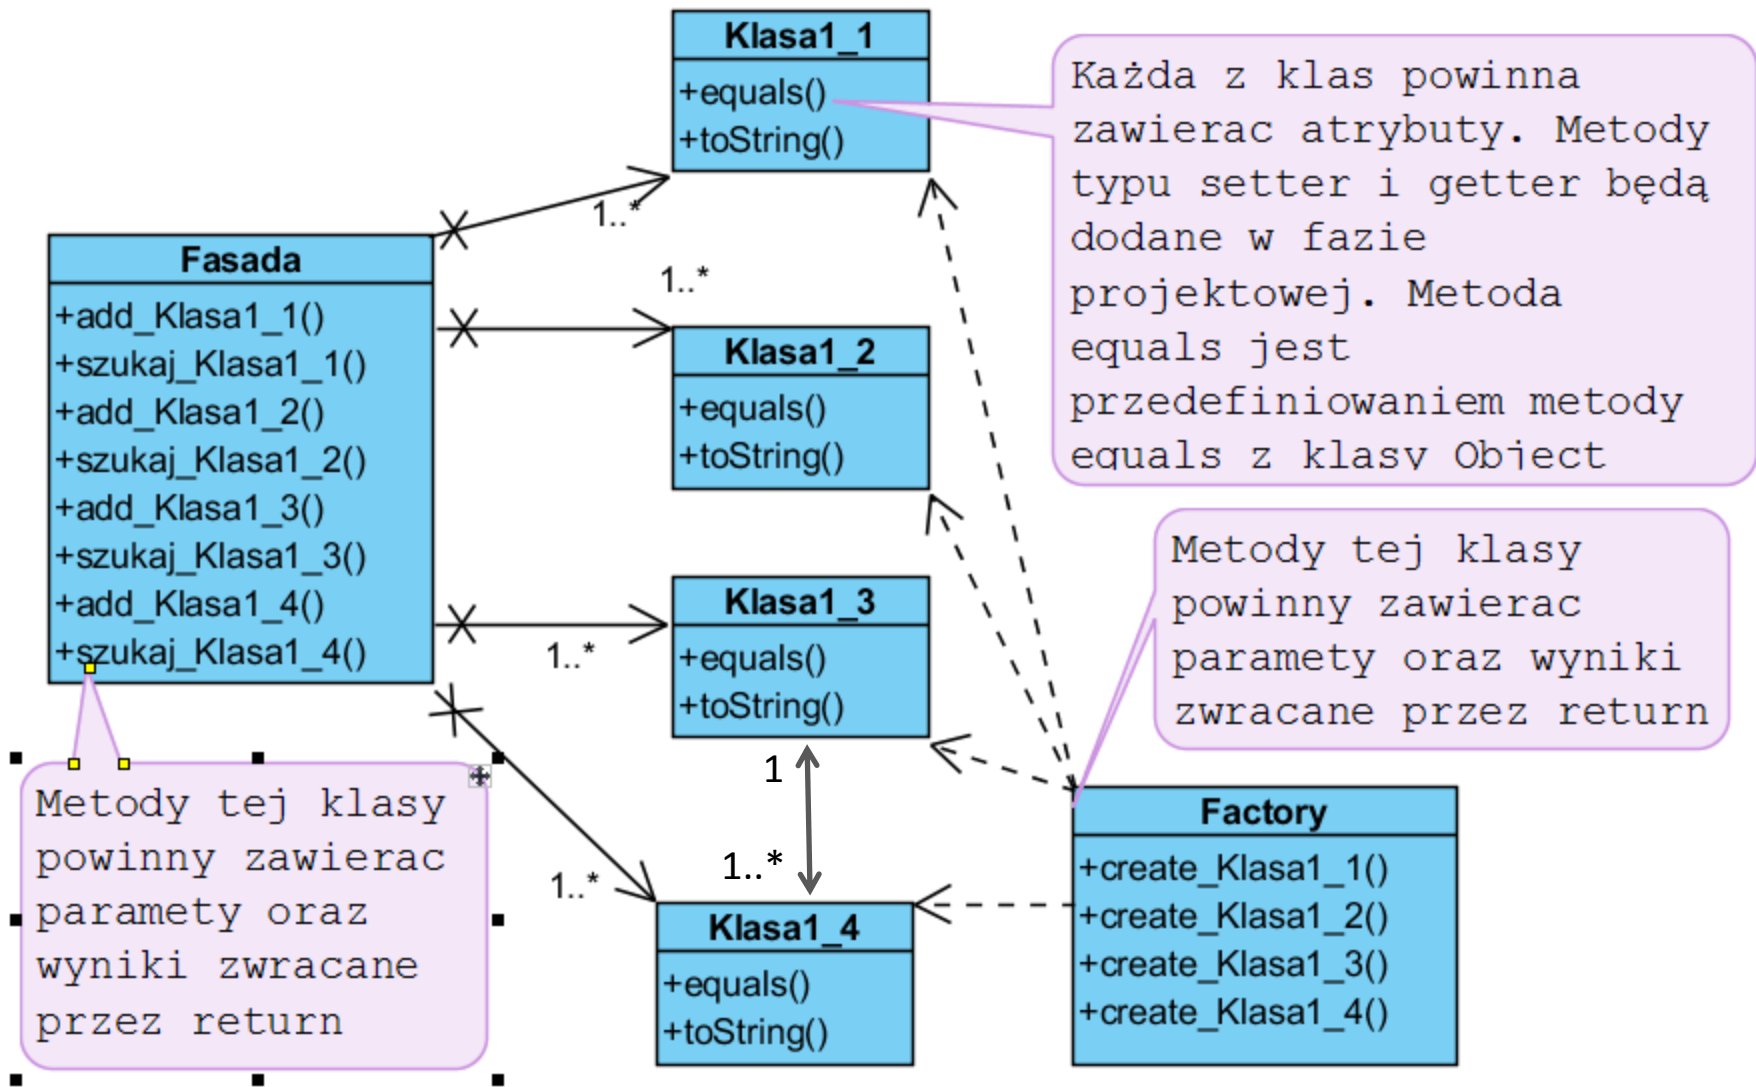 Klasa1_1
+equals()
+toString()
Każda z klas powinna
zawierac atrybuty. Metody
typu setter i getter będą
dodane w fazie
projektowej. Metoda
equals jest
przedefiniowaniem metody
equals z klasy Object
1..*
Fasada
+add_Klasa1_1()
+szukaj_Klasa1_1()
+add_Klasa1_2()
+szukaj_Klasa1_2()
+add_Klasa1_3()
+szukaj_Klasa1_3()
+add_Klasa1_4()
+szukaj_Klasa1_4()
1..*
Klasa1_2
+equals()
+toString()
Metody tej klasy
powinny zawierac
paramety oraz wyniki
zwracane przez return
Klasa1_3
+equals()
+toString()
1..*
1
1..*
1..*
Metody tej klasy
powinny zawierac
paramety oraz
wyniki zwracane
przez return
Klasa1_4
+equals()
+toString()
Factory
+create_Klasa1_1()
+create_Klasa1_2()
+create_Klasa1_3()
+create_Klasa1_4()